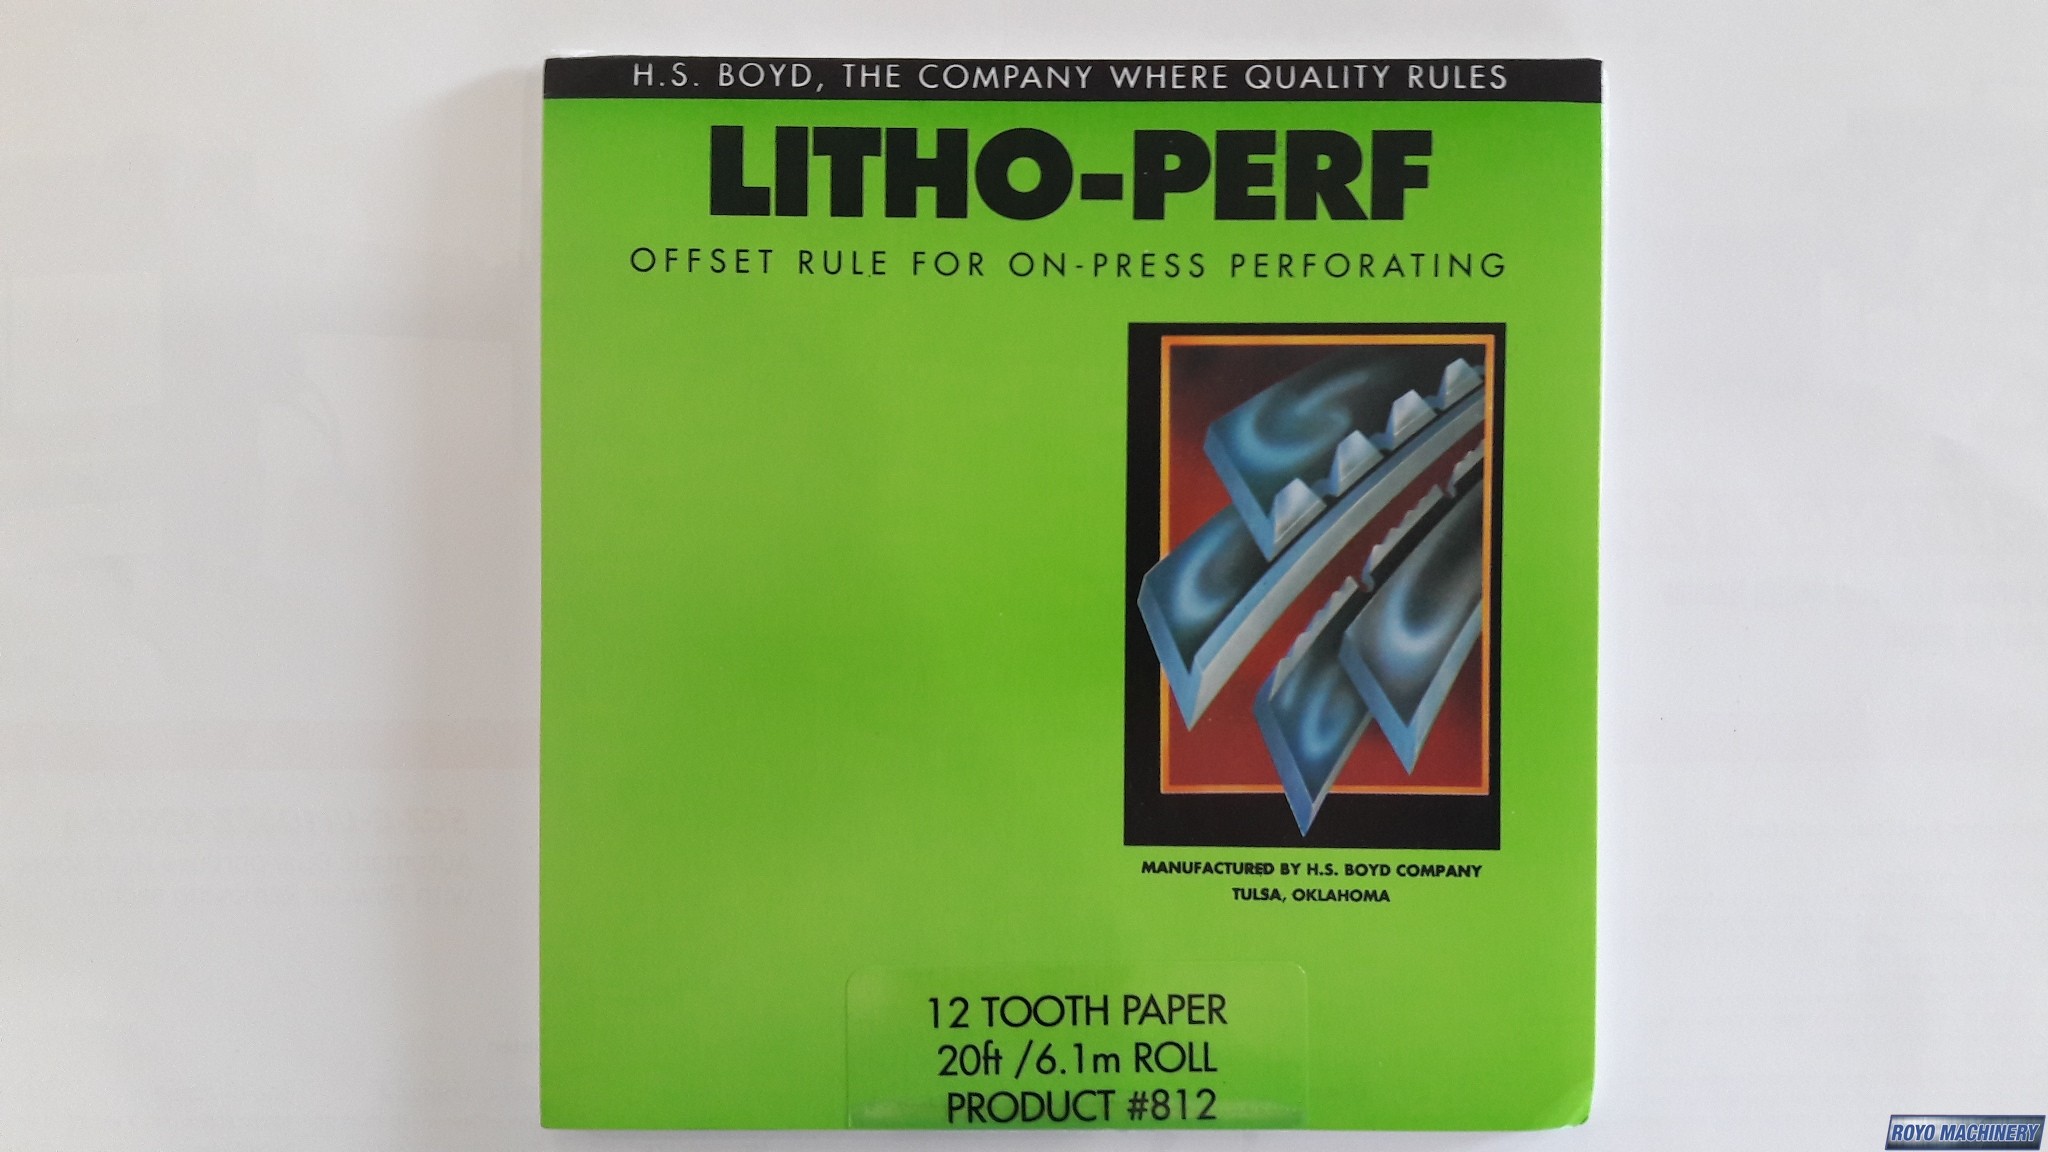 H.S. BOYD, THE COMPANY WHERE QUALITY RULES
LITHO-PERF
OFFSET RULE FOR ON-PRESS PERFORATING
MANUFACTURED BY H.S. BOYD COMPANY
TULSA, OKLAHOMA
12 TOOTH PAPER
20ft /6.1m ROLL
PRODUCT #812
ROYO MACHINERY